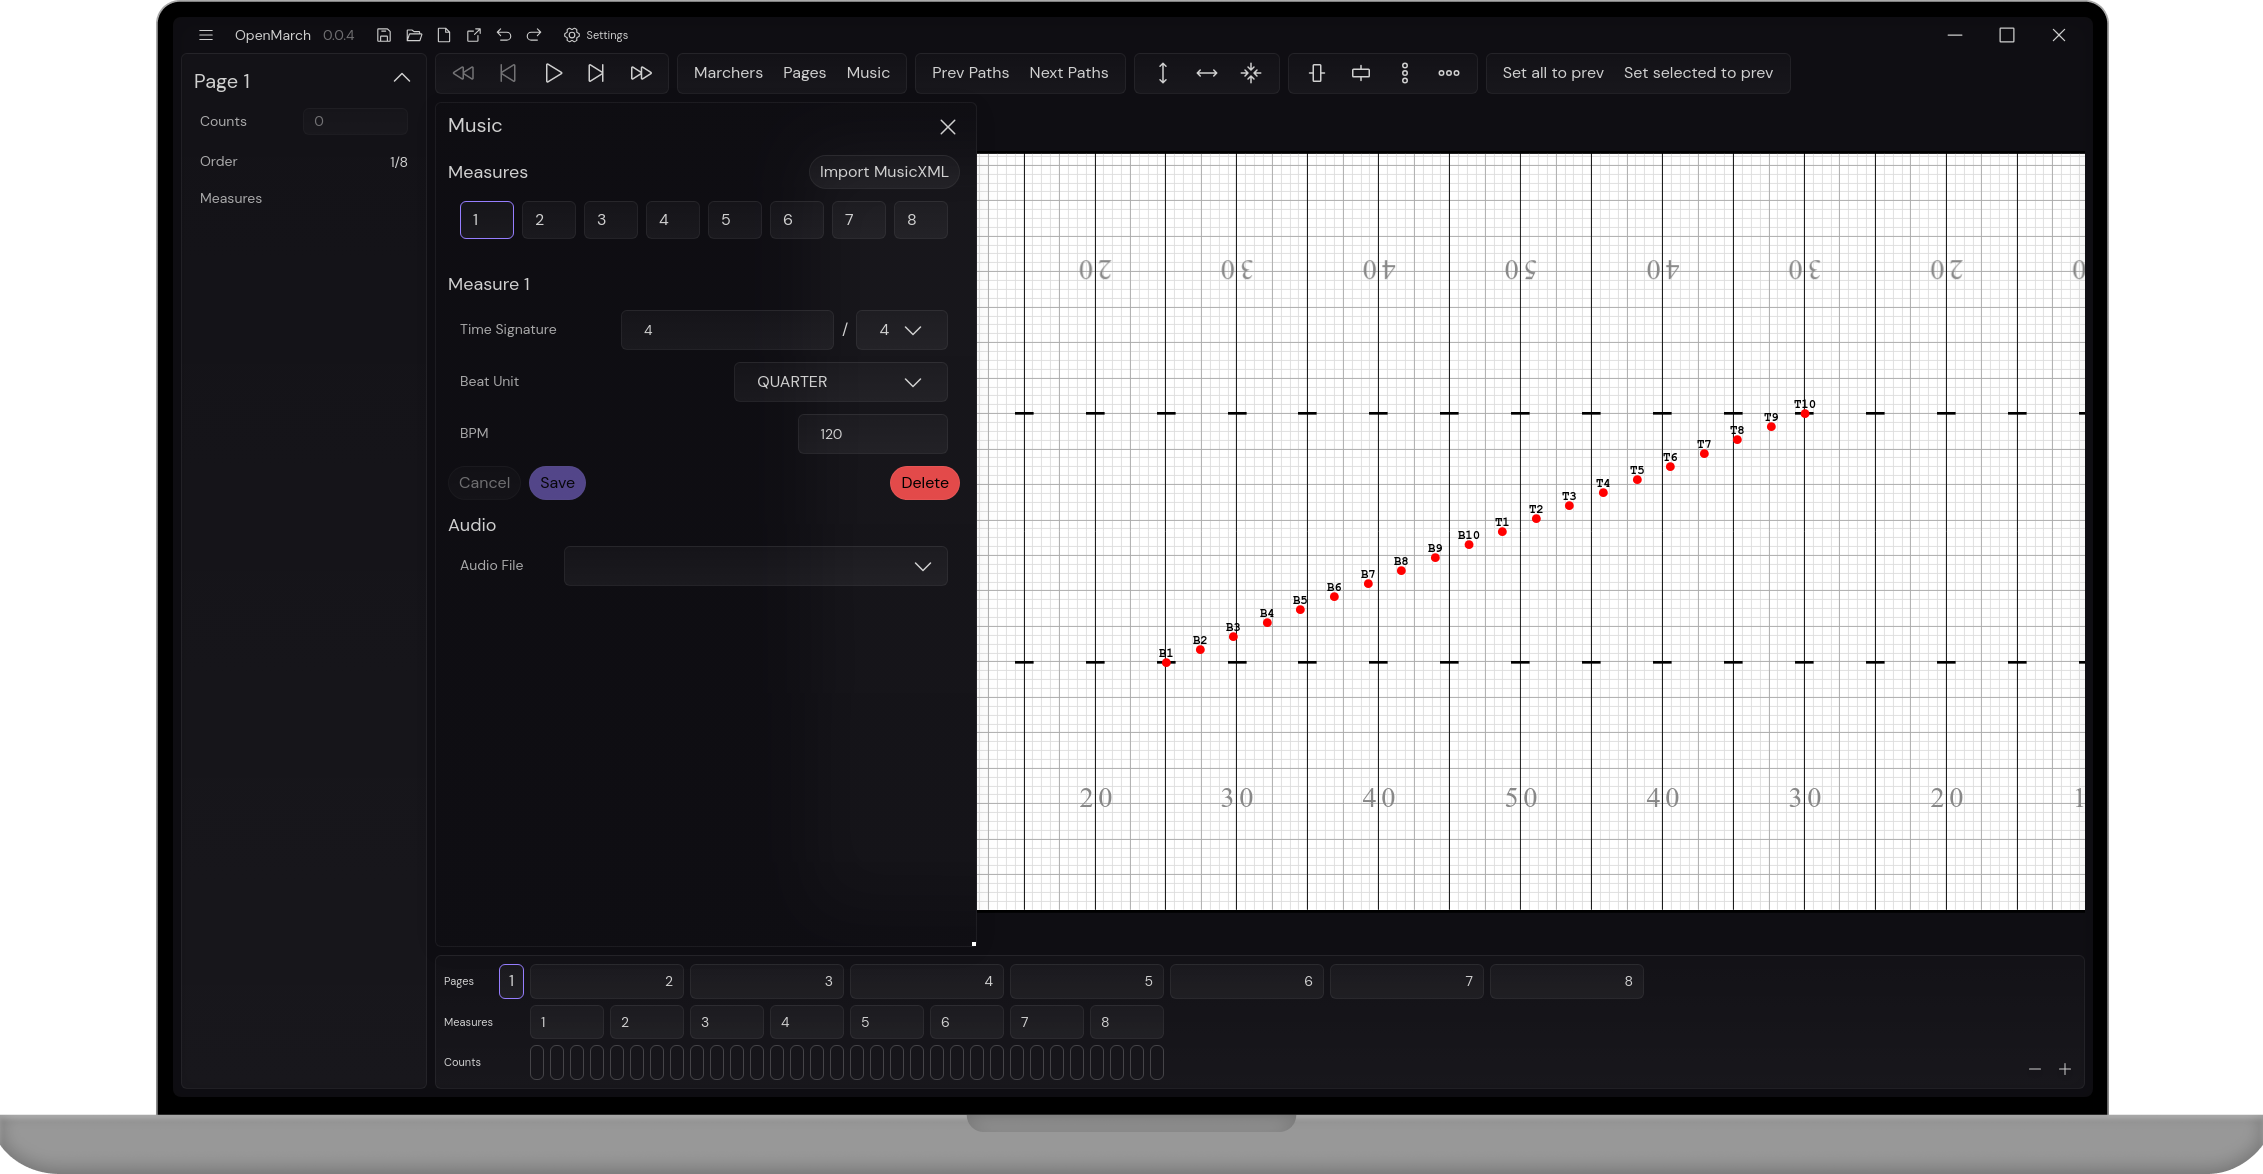 OpenMarch 0.0.4 Settings
Page 1
Counts 0
Order 1/8
Measures
Marchers Pages Music Prev Paths Next Paths Set all to prev Set selected to prev
Music
Measures Import MusicXML
1 2 3 4 5 6 7 8
Measure 1
Time Signature 4 / 4
Beat Unit QUARTER
BPM 120
Cancel Save Delete
Audio
Audio File
20 30 40 50 40 30 20 0
T10
T9
T8
T7
T6
T5
T4
T3
T2
T1
B10
B9
B8
B7
B6
B5
B4
B3
B2
B1
20 30 40 50 40 30 20 1
Pages 1 2 3 4 5 6 7 8
Measures 1 2 3 4 5 6 7 8
Counts